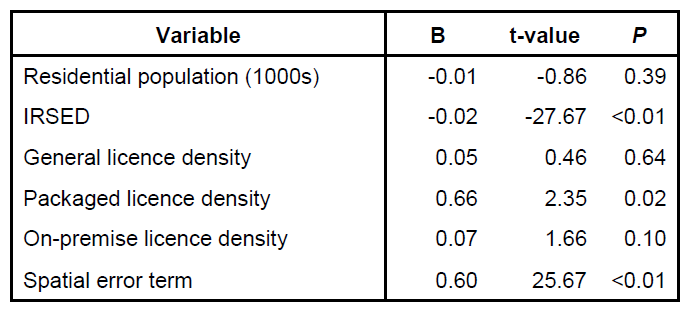 Variable B t-value P
Residential population (1000s) -0.01 -0.86 0.39
IRSED -0.02 -27.67 <0.01
General licence density 0.05 0.46 0.64
Packaged licence density 0.66 2.35 0.02
On-premise licence density 0.07 1.66 0.10
Spatial error term 0.60 25.67 <0.01